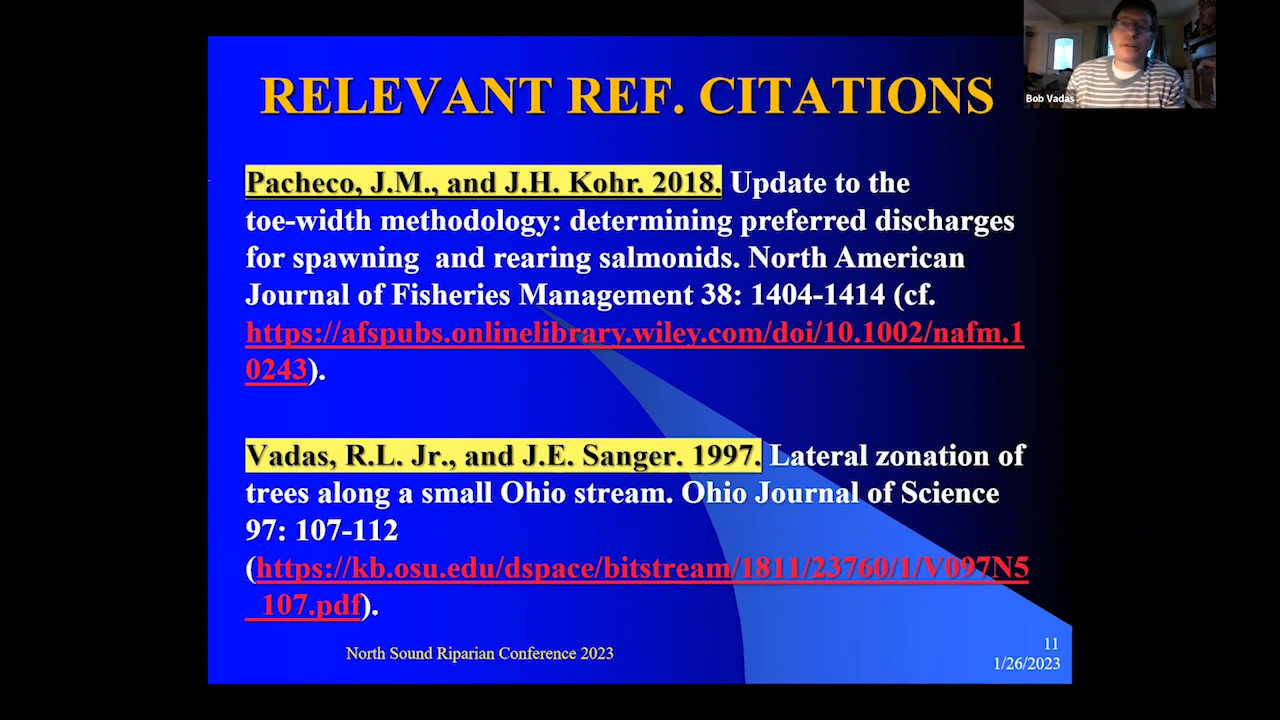 RELEVANT REF. CITATIONS
Bob Vadas
Pacheco, J.M., and J.H. Kohr. 2018. Update to the
toe-width methodology: determining preferred discharges
for spawning  and rearing salmonids. North American
Journal of Fisheries Management 38: 1404-1414 (cf.
https://afspubs.onlinelibrary.wiley.com/doi/10.1002/nafm.1
0243).
Vadas, R.L. Jr., and J.E. Sanger. 1997. Lateral zonation of
trees along a small Ohio stream. Ohio Journal of Science
97: 107-112
(https://kb.osu.edu/dspace/bitstream/1811/23760/1/V097N5
_107.pdf).
North Sound Riparian Conference 2023
11
1/26/2023